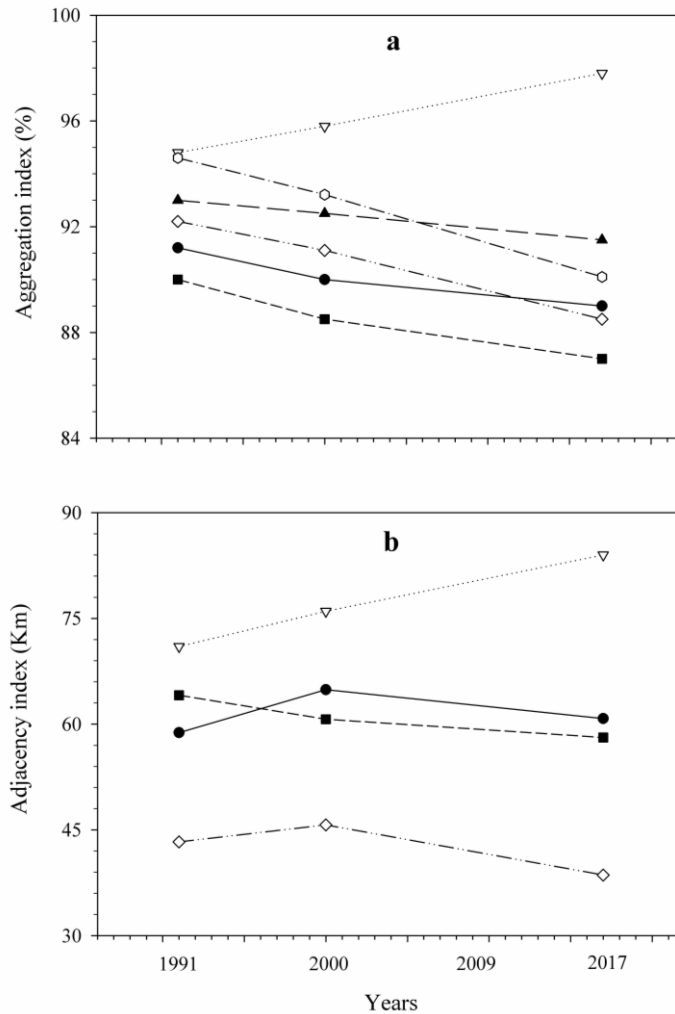 100
a
96
92
88
84
Aggregation index (%)
90
b
75
60
45
30
Adjacency index (Km)
1991 2000 2009 2017
Years